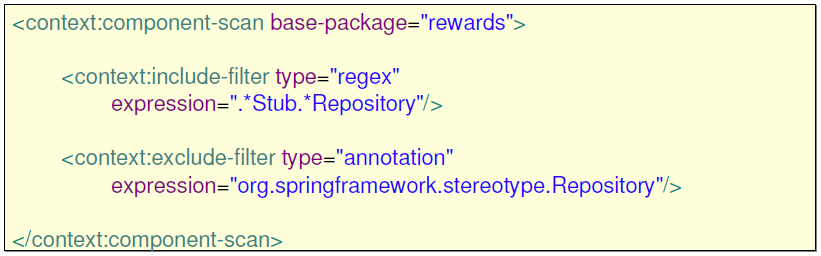 <context:component-scan base-package="rewards">
<context:include-filter type="regex"
expression=".*Stub.*Repository"/>
<context:exclude-filter type="annotation"
expression="org.springframework.stereotype.Repository"/>
</context:component-scan>